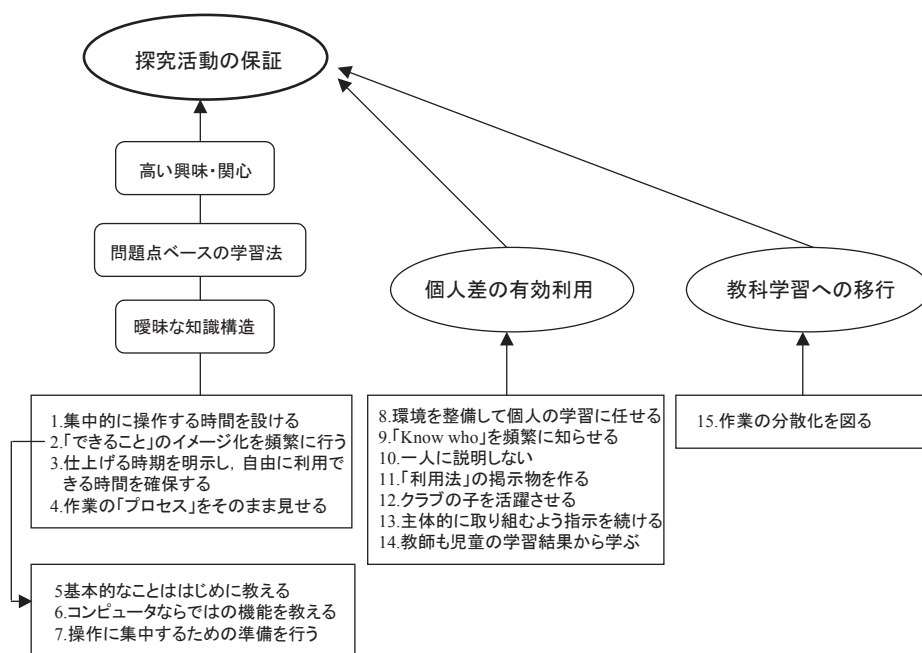 探究活動の保証
高い興味・関心
問題点ベースの学習法
曖昧な知識構造
個人差の有効利用
教科学習への移行
1.集中的に操作する時間を設ける
2.「できること」のイメージ化を頻繁に行う
3.仕上げる時期を明示し，自由に利用で
きる時間を確保する
4.作業の「プロセス」をそのまま見せる
5基本的なことははじめに教える
6.コンピュータならではの機能を教える
7.操作に集中するための準備を行う
8.環境を整備して個人の学習に任せる
9.「Know who」を頻繁に知らせる
10.一人に説明しない
11.「利用法」の掲示物を作る
12.クラブの子を活躍させる
13.主体的に取り組むよう指示を続ける
14.教師も児童の学習結果から学ぶ
15.作業の分散化を図る